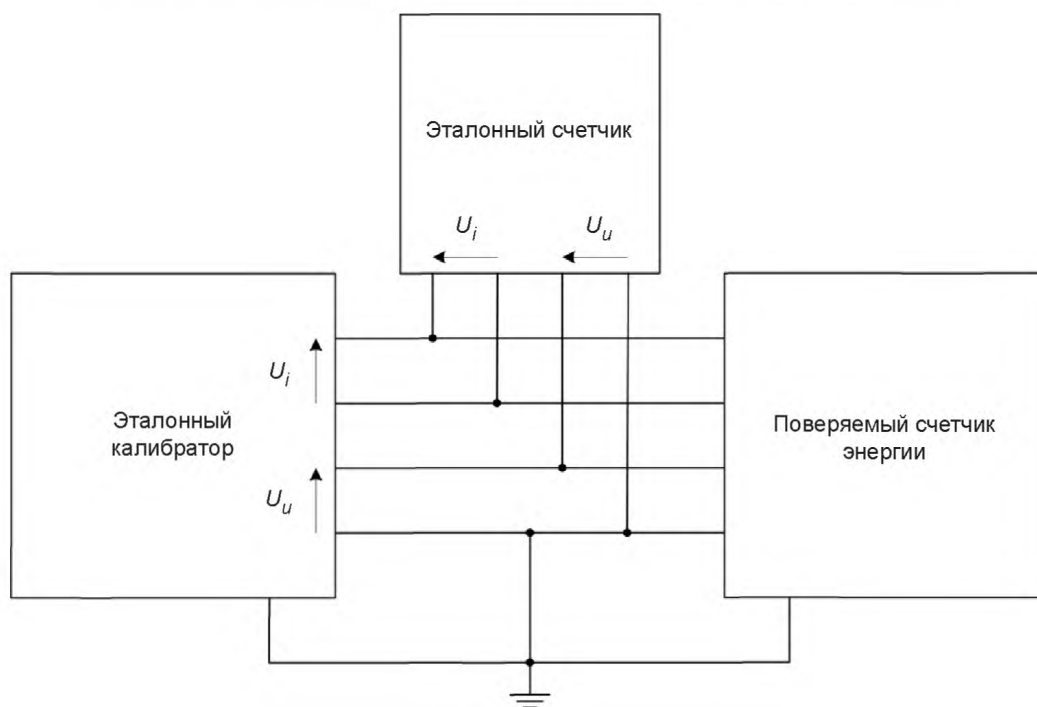 Эталонный счетчик
U_i
U_u
U_i
Эталонный
калибратор
U_u
Поверяемый счетчик
энергии